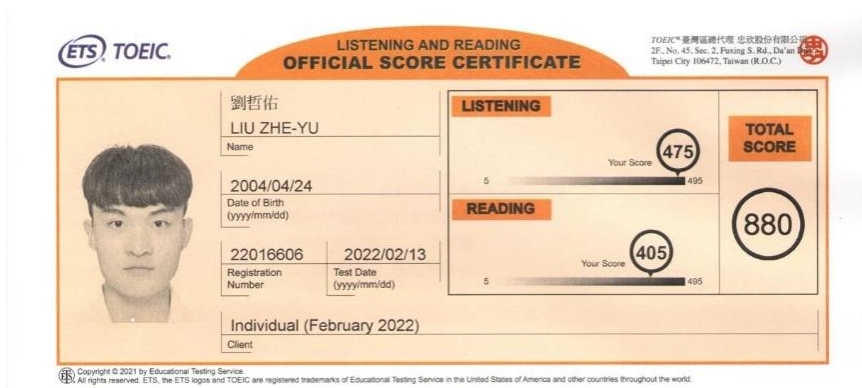 ETS TOEIC®
LISTENING AND READING
OFFICIAL SCORE CERTIFICATE
TOEIC® 臺灣區總代理 忠欣股份有限公司
2F., No. 45, Sec. 2, Fuxing S. Rd., Da'an
Taipei City 106472, Taiwan (R.O.C.)
劉哲佑
LIU ZHE-YU
Name
2004/04/24
Date of Birth
(yyyy/mm/dd)
22016606
Registration
Number
2022/02/13
Test Date
(yyyy/mm/dd)
LISTENING
475
Your Score
5
495
READING
405
Your Score
5
495
TOTAL
SCORE
880
Individual (February 2022)
Client
Copyright © 2021 by Educational Testing Service.
All rights reserved. ETS, the ETS logos and TOEIC are registered trademarks of Educational Testing Service in the United States of America and other countries throughout the world.